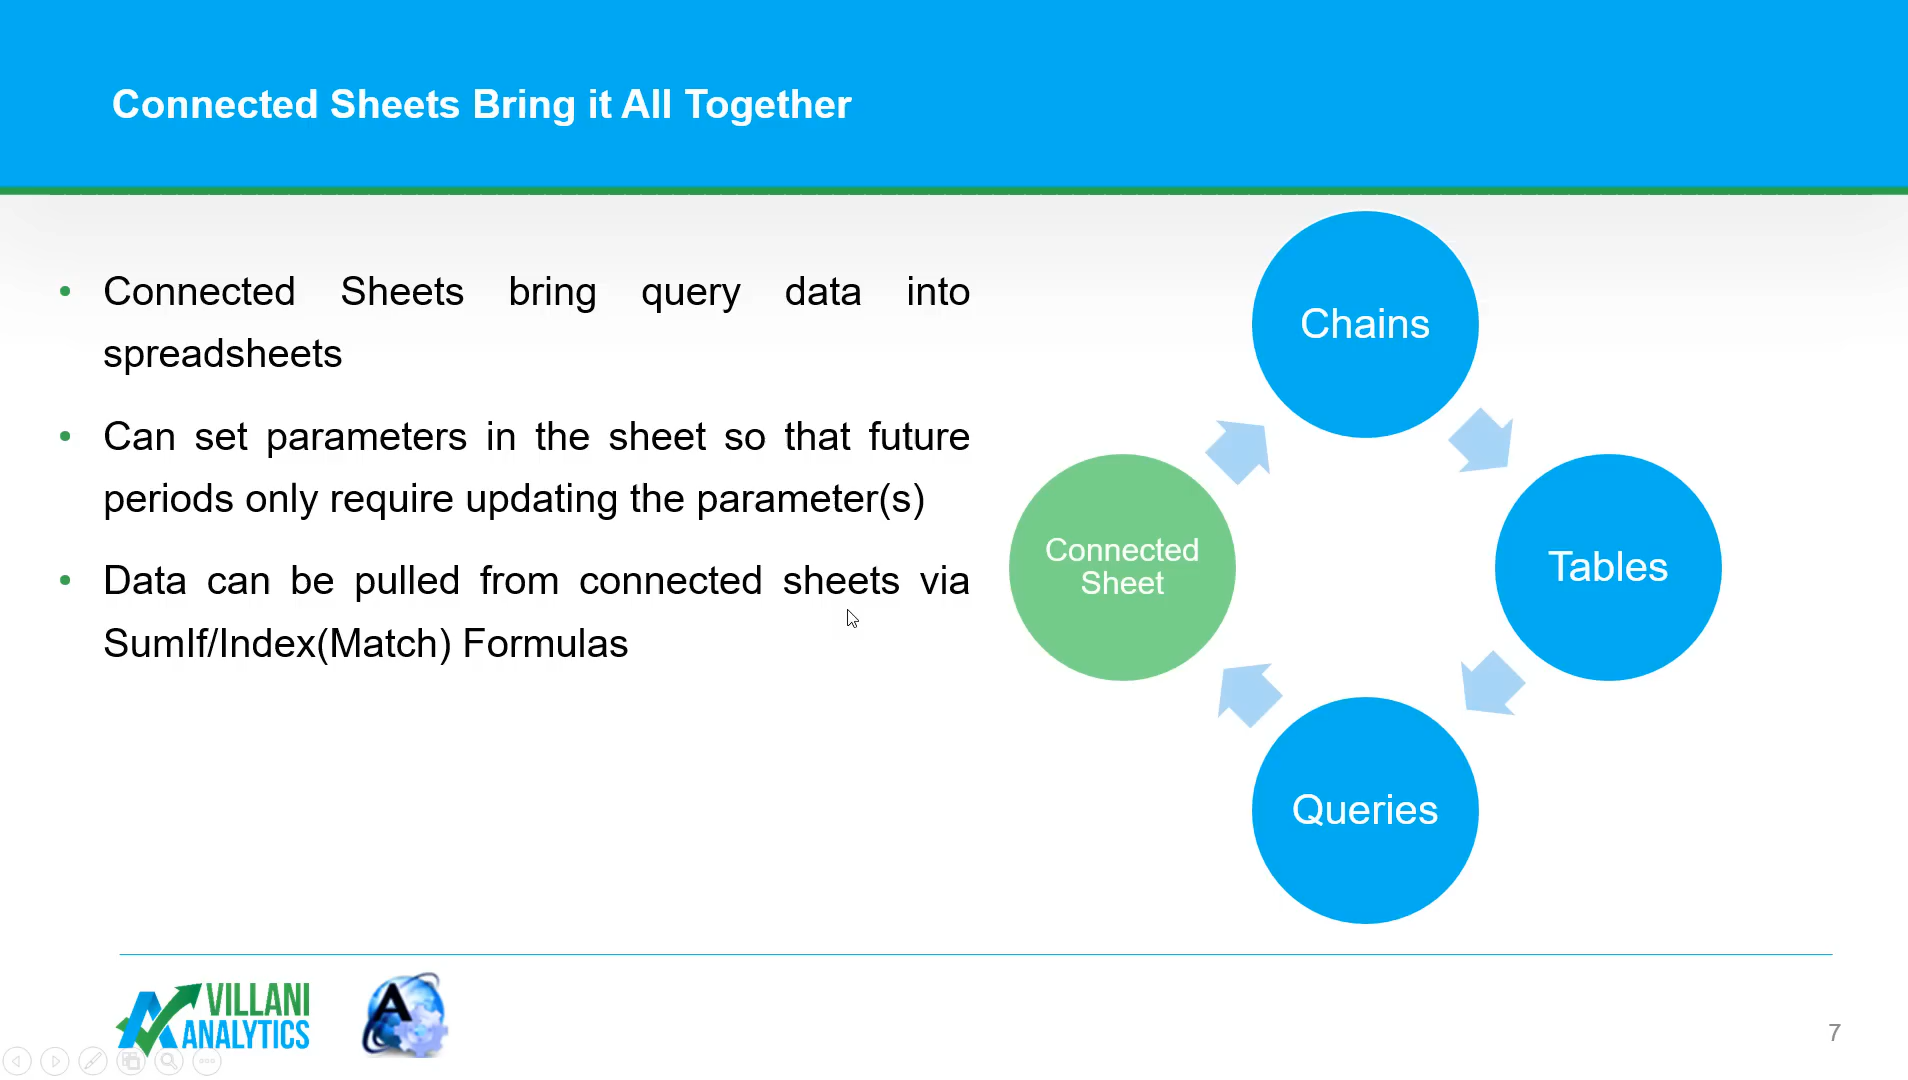 Connected Sheets Bring it All Together
• Connected Sheets bring query data into
spreadsheets
• Can set parameters in the sheet so that future
periods only require updating the parameter(s)
• Data can be pulled from connected sheets via
SumIf/Index(Match) Formulas
Chains
Connected
Sheet
Tables
Queries
VILLANI
ANALYTICS
A
7